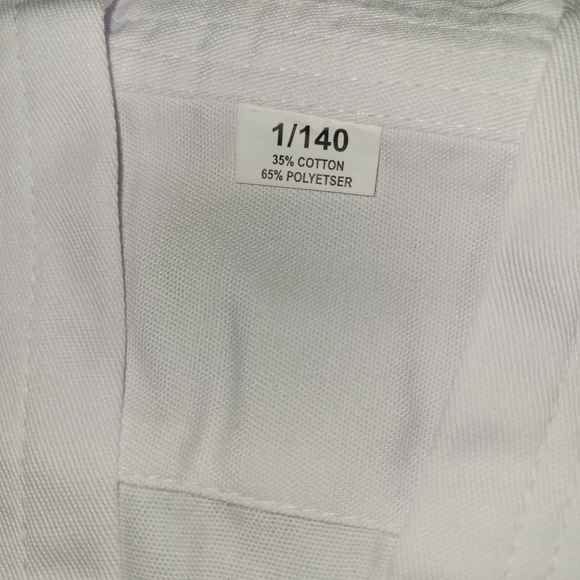 1/140
35% COTTON
65% POLYETSER